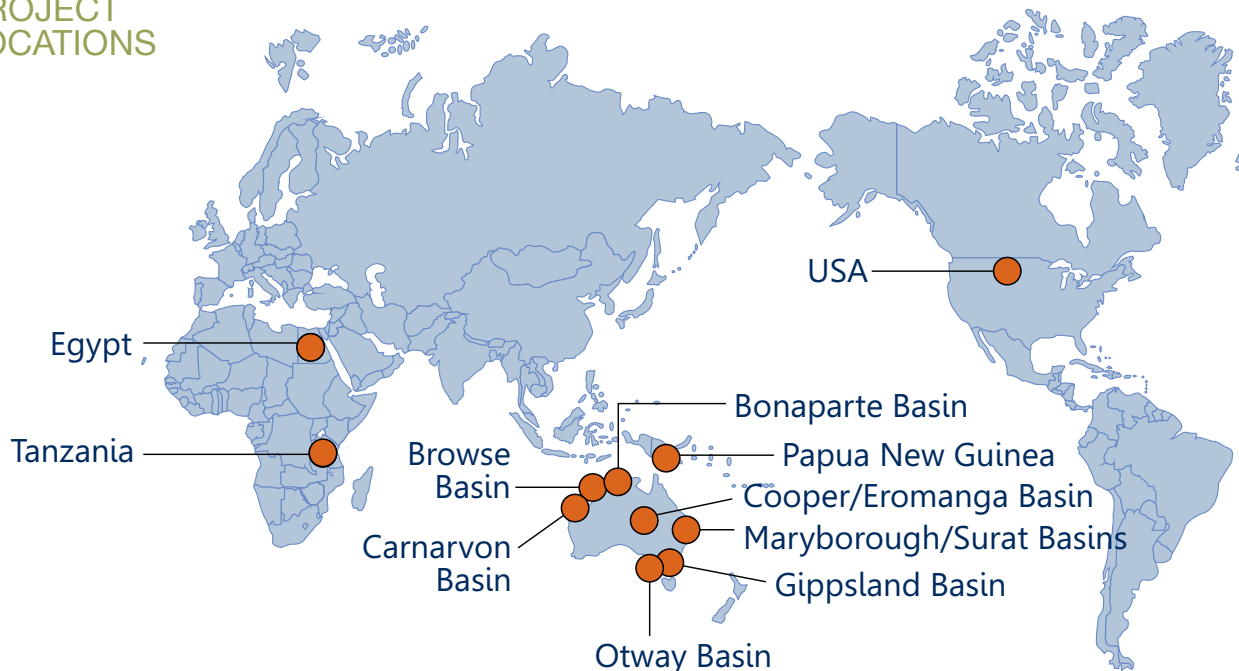 ROJECT
OCATIONS
USA
Egypt
Bonaparte Basin
Tanzania
Browse
Basin
Papua New Guinea
Cooper/Eromanga Basin
Maryborough/Surat Basins
Carnarvon
Basin
Gippsland Basin
Otway Basin